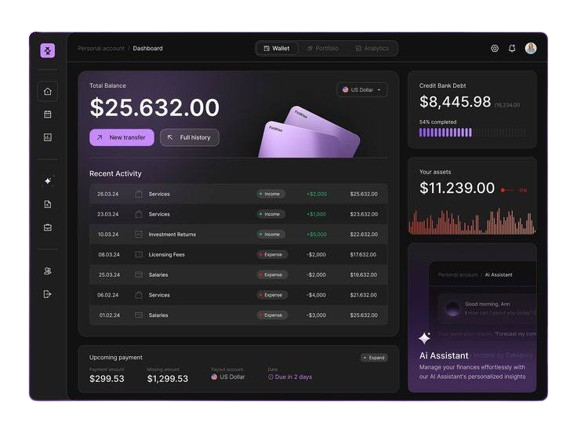 Personal account / Dashboard
Wallet
Portfolio
Analytics
Total Balance
$25.632.00
US Dollar
New transfer
Full history
Recent Activity
28.03.24 Services Income +$2,000 $25.632.00
23.03.24 Services Income +$1,000 $23.632.00
10.03.24 Investment Returns Income +$5,000 $22.632.00
08.03.24 Licensing Fees Expense -$2,000 $17.632.00
25.03.24 Salaries Expense -$2,000 $19.632.00
06.02.24 Services Expense -$4,000 $21.632.00
01.02.24 Salaries Expense -$3,000 $25.632.00
Upcoming payment
Expand
Payment amount
$299.53
Missing amount
$1,299.53
Payed account
US Dollar
Date
Due in 2 days
Credit Bank Debt
$8,445.98
54% completed
Your assets
$11.239.00
Personal account / AI Assistant
Good morning, Ann
AI Assistant
Manage your finances effortlessly with
our AI Assistant's personalized insights